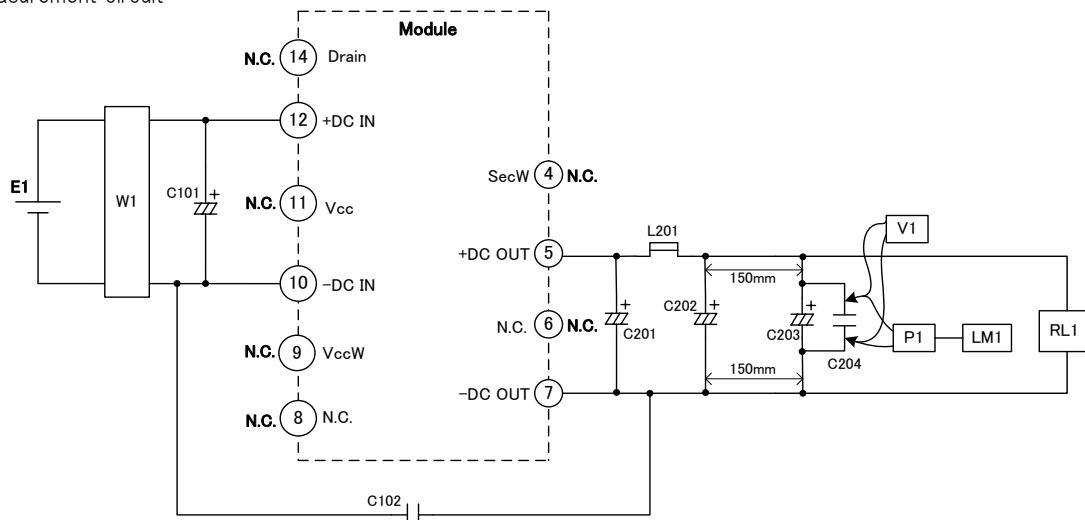 Module
N.C. 14 Drain
12 +DC IN
E1
W1
C101
+
N.C. 11 Vcc
10 -DC IN
N.C. 9 VccW
N.C. 8 N.C.
SecW 4 N.C.
+DC OUT 5
N.C. 6 N.C.
-DC OUT 7
L201
+
C201
C202
+
150mm
150mm
C203
+
C204
V1
P1
LM1
RL1
C102